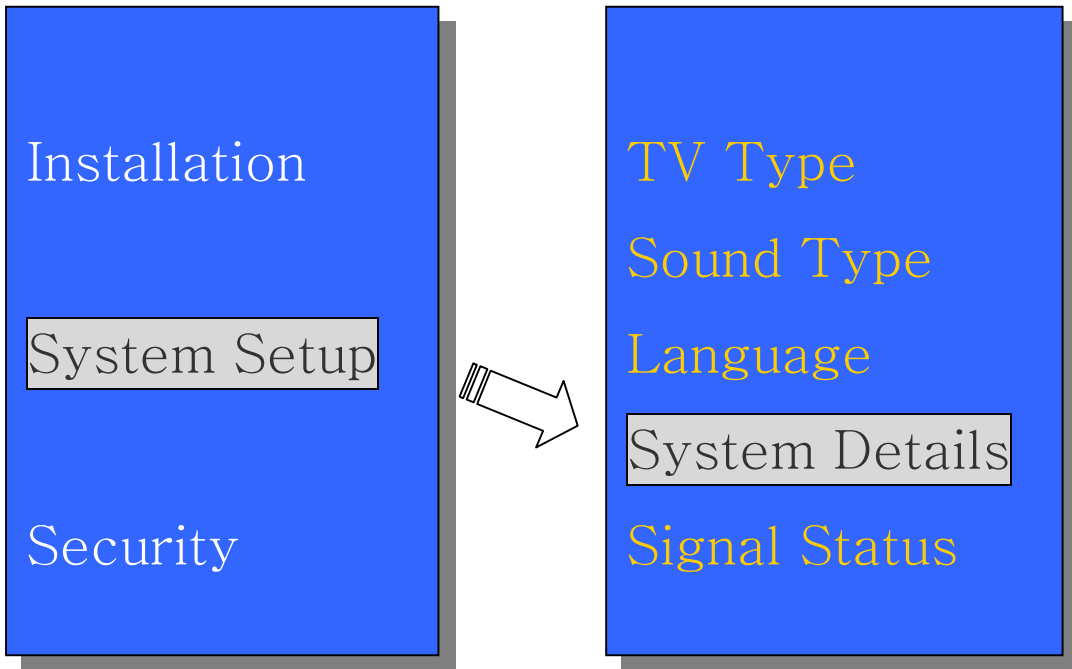 Installation
System Setup
Security
TV Type
Sound Type
Language
System Details
Signal Status